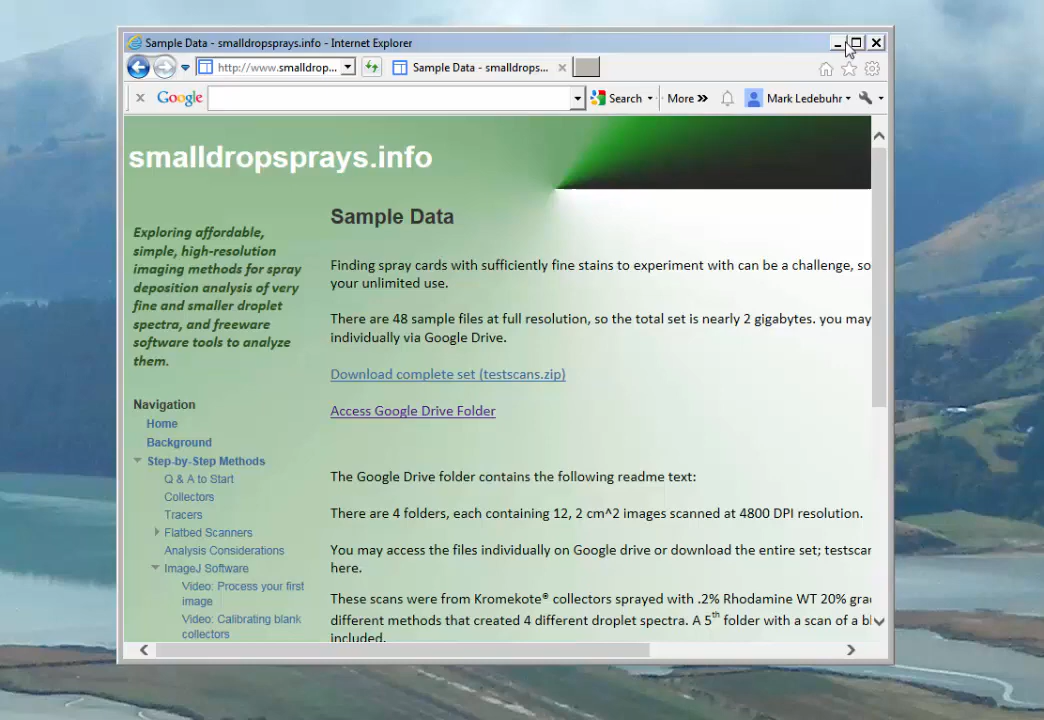 Sample Data - smalldropsprays.info - Internet Explorer
http://www.smalldrop...
Sample Data - smalldrops...
Google
Search
More »
Mark Ledebuhr
smalldropsprays.info
Exploring affordable,
simple, high-resolution
imaging methods for spray
deposition analysis of very
fine and smaller droplet
spectra, and freeware
software tools to analyze
them.
Navigation
Home
Background
Step-by-Step Methods
Q & A to Start
Collectors
Tracers
Flatbed Scanners
Analysis Considerations
ImageJ Software
Video: Process your first
image
Video: Calibrating blank
collectors
Sample Data
Finding spray cards with sufficiently fine stains to experiment with can be a challenge, so
your unlimited use.
There are 48 sample files at full resolution, so the total set is nearly 2 gigabytes. you may
individually via Google Drive.
Download complete set (testscans.zip)
Access Google Drive Folder
The Google Drive folder contains the following readme text:
There are 4 folders, each containing 12, 2 cm^2 images scanned at 4800 DPI resolution.
You may access the files individually on Google drive or download the entire set; testscan
here.
These scans were from Kromekote® collectors sprayed with .2% Rhodamine WT 20% gra
different methods that created 4 different droplet spectra. A 5th folder with a scan of a bl
included.